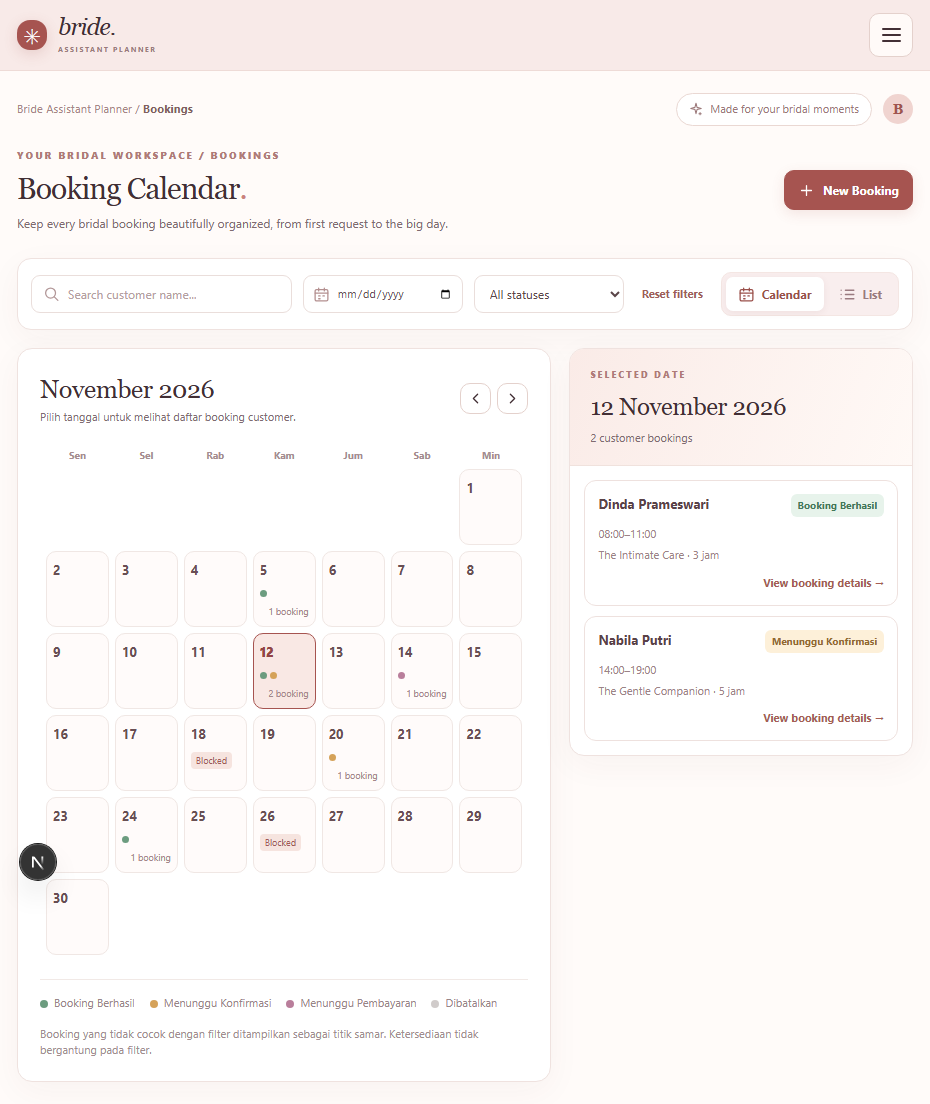 bride.
ASSISTANT PLANNER
Bride Assistant Planner / Bookings
Made for your bridal moments
B
YOUR BRIDAL WORKSPACE / BOOKINGS
Booking Calendar.
Keep every bridal booking beautifully organized, from first request to the big day.
+ New Booking
Search customer name...
mm/dd/yyyy
All statuses
Reset filters
Calendar
List
November 2026
Pilih tanggal untuk melihat daftar booking customer.
Sen Sel Rab Kam Jum Sab Min
1
2 3 4 5 6 7 8
1 booking
9 10 11 12 13 14 15
2 booking 1 booking
16 17 18 19 20 21 22
Blocked 1 booking
23 24 25 26 27 28 29
1 booking Blocked
N
30
Booking Berhasil Menunggu Konfirmasi Menunggu Pembayaran Dibatalkan
Booking yang tidak cocok dengan filter ditampilkan sebagai titik samar. Ketersediaan tidak
bergantung pada filter.
SELECTED DATE
12 November 2026
2 customer bookings
Dinda Prameswari
Booking Berhasil
08:00–11:00
The Intimate Care · 3 jam
View booking details →
Nabila Putri
Menunggu Konfirmasi
14:00–19:00
The Gentle Companion · 5 jam
View booking details →